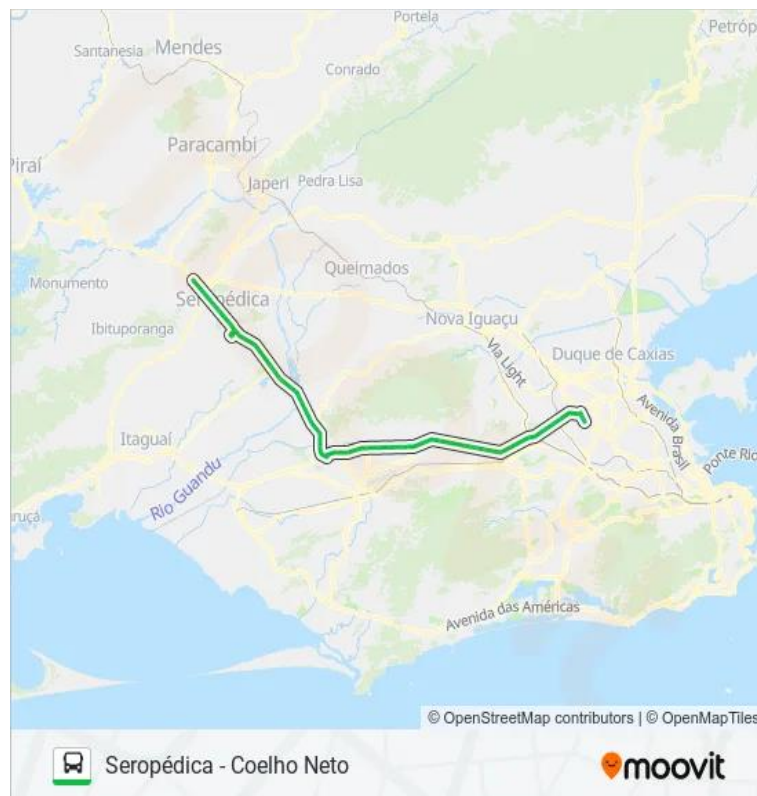 Portela
Santanesia
Mendes
Petróp
Conrado
Paracambi
Piraí
Japeri
Pedra Lisa
Queimados
Monumento
Seropédica
Ibituporanga
Nova Iguaçu
Via Light
Duque de Caxias
Avenida Brasil
Itaguaí
Ponte Rio
Rio Guandu
ruçá
Avenida das Américas
© OpenStreetMap contributors | © OpenMapTiles
Seropédica - Coelho Neto
moovit